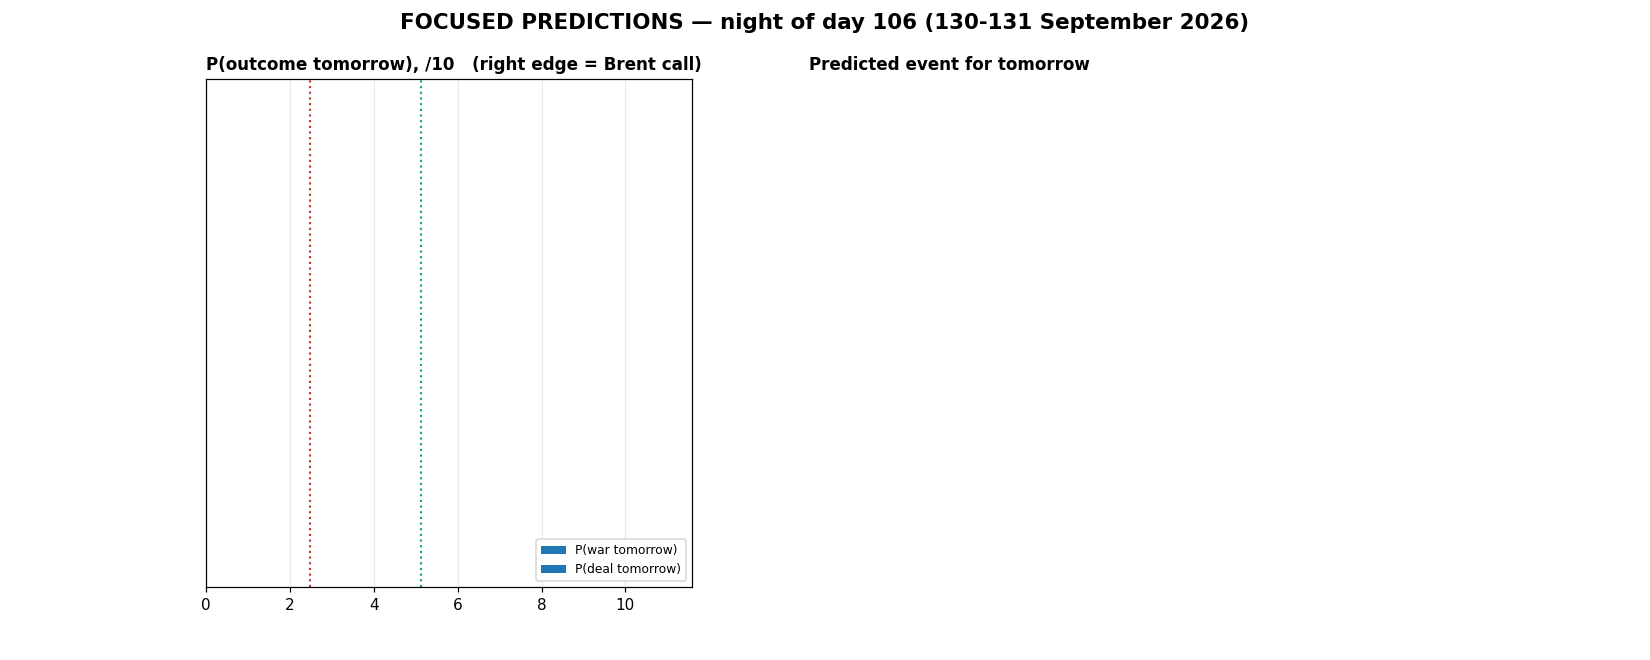 FOCUSED PREDICTIONS — night of day 106 (130-131 September 2026)
P(outcome tomorrow), /10   (right edge = Brent call)
Predicted event for tomorrow
P(war tomorrow)
P(deal tomorrow)
0 2 4 6 8 10